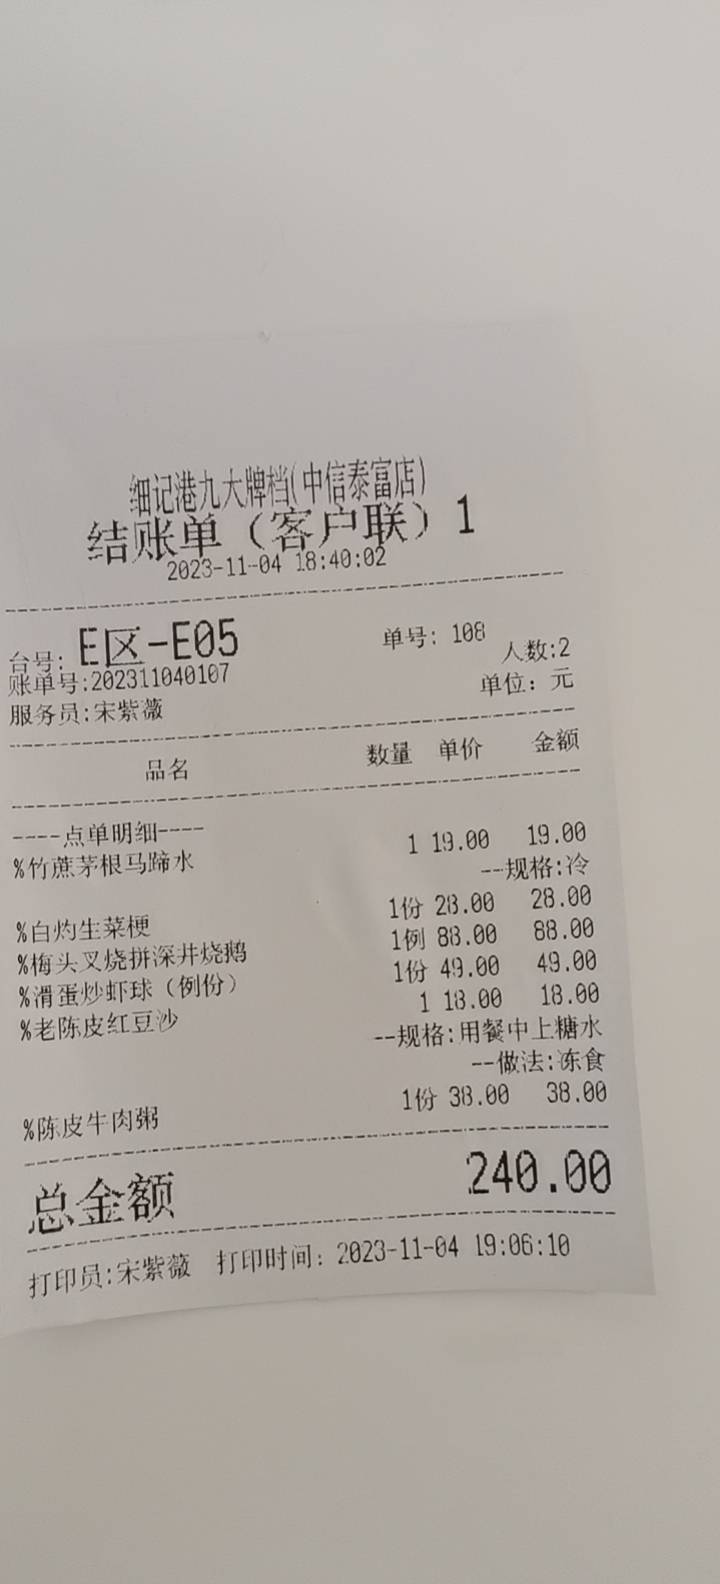 细记港九大牌档(中信泰富店)
结账单（客户联）1
2023-11-04 18:40:02
台号: E区-E05 单号: 108
人数:2
账单号:202311040107
单位: 元
服务员:宋紫薇
品名 数量 单价 金额
----点单明细----
%竹蔗茅根马蹄水 1 19.00 19.00
--规格:冷
%白灼生菜梗 1份 28.00 28.00
%梅头叉烧拼深井烧鹅 1例 88.00 88.00
%滑蛋炒虾球（例份） 1份 49.00 49.00
%老陈皮红豆沙 1 18.00 18.00
--规格:用餐中上糖水
--做法:冻食
%陈皮牛肉粥 1份 38.00 38.00
总金额 240.00
打印员:宋紫薇 打印时间: 2023-11-04 19:06:10